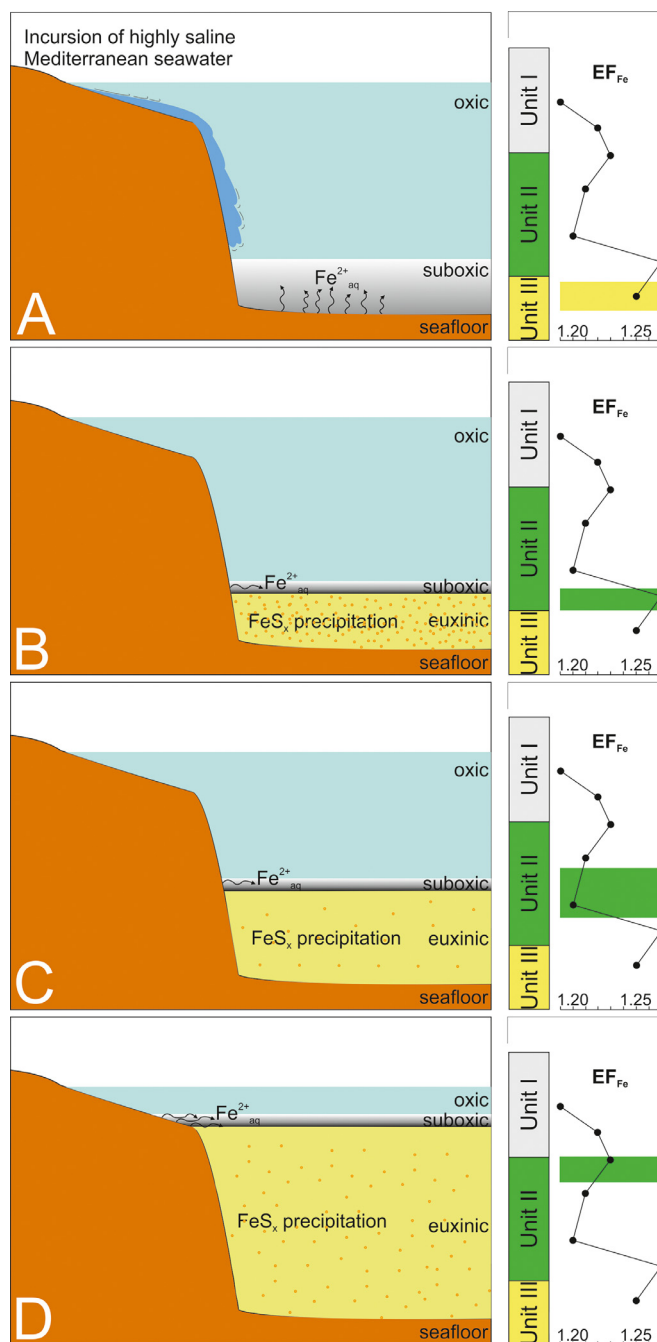 Incursion of highly saline
Mediterranean seawater
oxic
suboxic
Fe2+aq
seafloor
A
EFFe
Unit I
Unit II
Unit III
1.20 1.25
oxic
Fe2+aq
suboxic
FeSx precipitation euxinic
seafloor
B
EFFe
Unit I
Unit II
Unit III
1.20 1.25
oxic
Fe2+aq
suboxic
FeSx precipitation euxinic
seafloor
C
EFFe
Unit I
Unit II
Unit III
1.20 1.25
oxic
Fe2+aq
suboxic
FeSx precipitation euxinic
seafloor
D
EFFe
Unit I
Unit II
Unit III
1.20 1.25